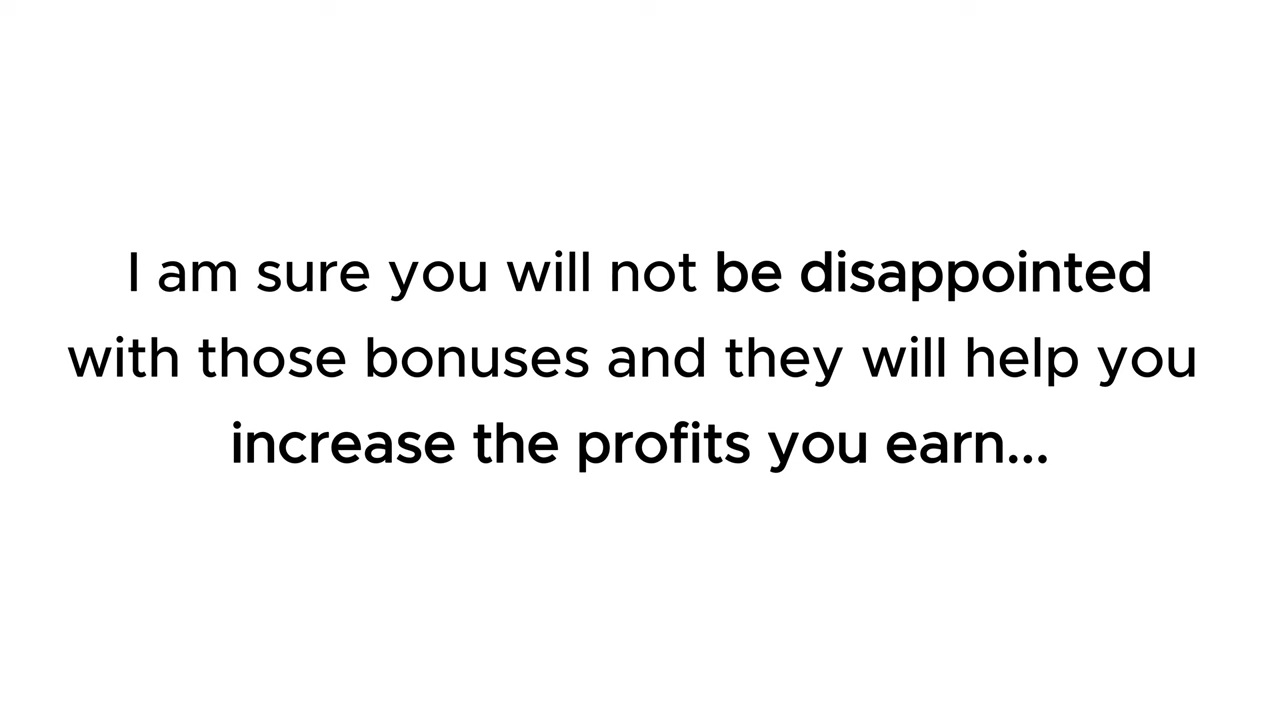 I am sure you will not be disappointed
with those bonuses and they will help you
increase the profits you earn...